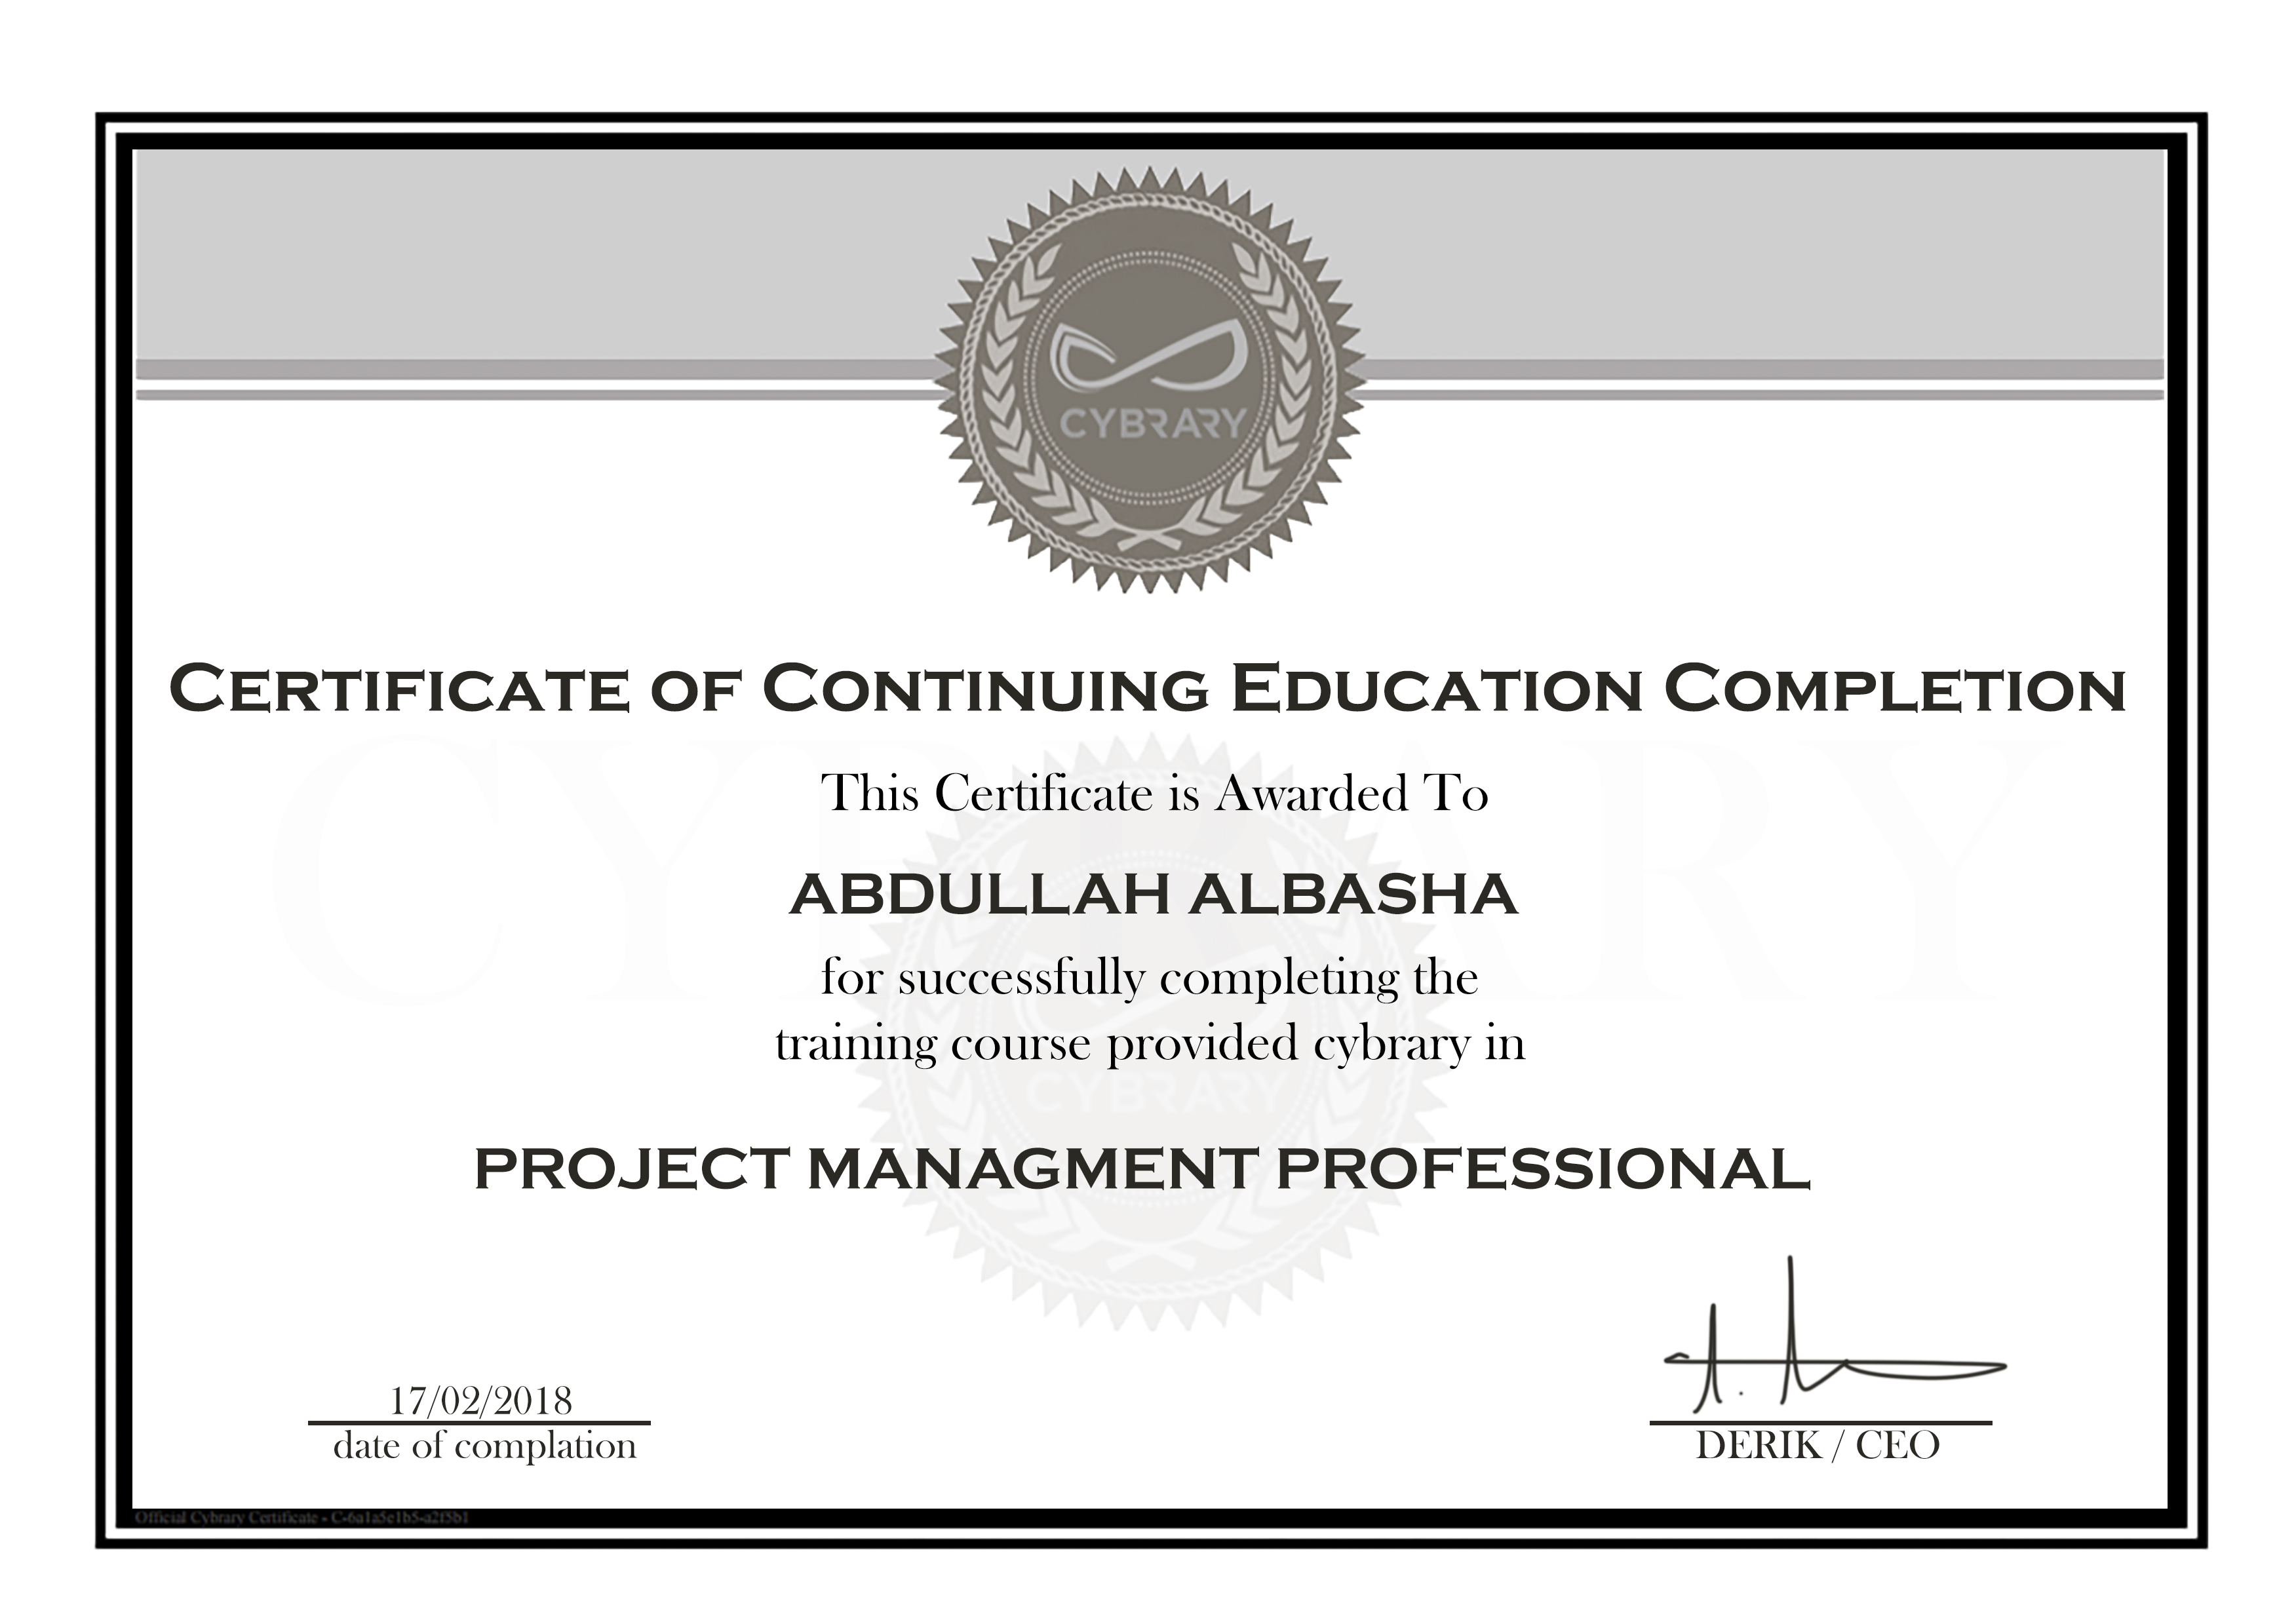 CYBRARY
Certificate of Continuing Education Completion
This Certificate is Awarded To
ABDULLAH ALBASHA
for successfully completing the
training course provided cybrary in
CYBRARY
CYBRARY
PROJECT MANAGMENT PROFESSIONAL
17/02/2018
date of complation
DERIK / CEO
Official Cybrary Certificate - C-6a1a5e1b5-a2f5b1